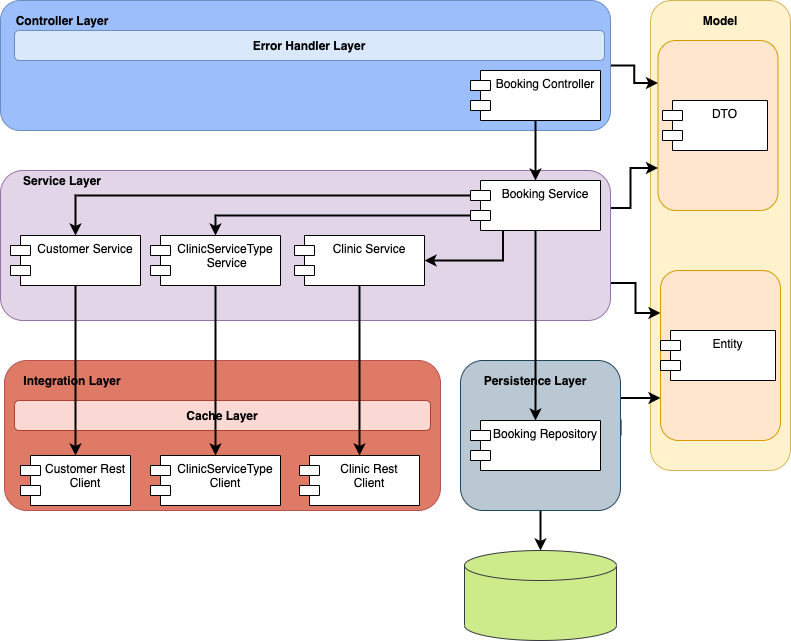 Controller Layer
Model
Error Handler Layer
Booking Controller
DTO
Service Layer
Booking Service
Customer Service
ClinicServiceType
Service
Clinic Service
Entity
Integration Layer
Persistence Layer
Cache Layer
Booking Repository
Customer Rest
Client
ClinicServiceType
Client
Clinic Rest
Client